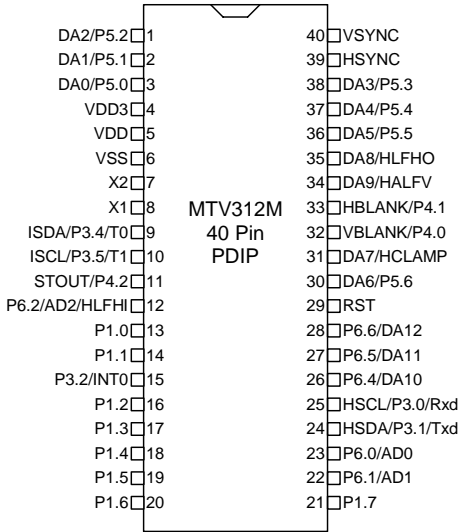 DA2/P5.2 1 40 VSYNC
DA1/P5.1 2 39 HSYNC
DA0/P5.0 3 38 DA3/P5.3
VDD3 4 37 DA4/P5.4
VDD 5 36 DA5/P5.5
VSS 6 35 DA8/HLFHO
X2 7 34 DA9/HALFV
X1 8 MTV312M 33 HBLANK/P4.1
ISDA/P3.4/T0 9 40 Pin 32 VBLANK/P4.0
ISCL/P3.5/T1 10 PDIP 31 DA7/HCLAMP
STOUT/P4.2 11 30 DA6/P5.6
P6.2/AD2/HLFHI 12 29 RST
P1.0 13 28 P6.6/DA12
P1.1 14 27 P6.5/DA11
P3.2/INT0 15 26 P6.4/DA10
P1.2 16 25 HSCL/P3.0/Rxd
P1.3 17 24 HSDA/P3.1/Txd
P1.4 18 23 P6.0/AD0
P1.5 19 22 P6.1/AD1
P1.6 20 21 P1.7